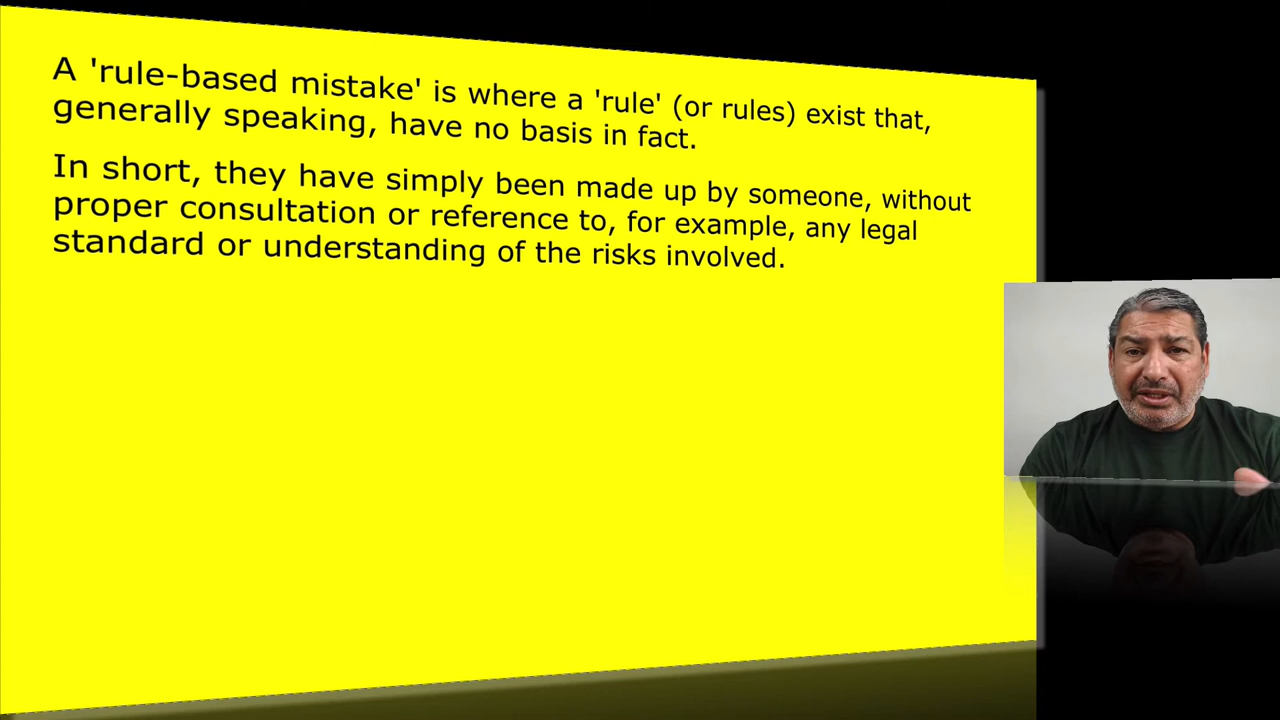 A 'rule-based mistake' is where a 'rule' (or rules) exist that,
generally speaking, have no basis in fact.
In short, they have simply been made up by someone, without
proper consultation or reference to, for example, any legal
standard or understanding of the risks involved.